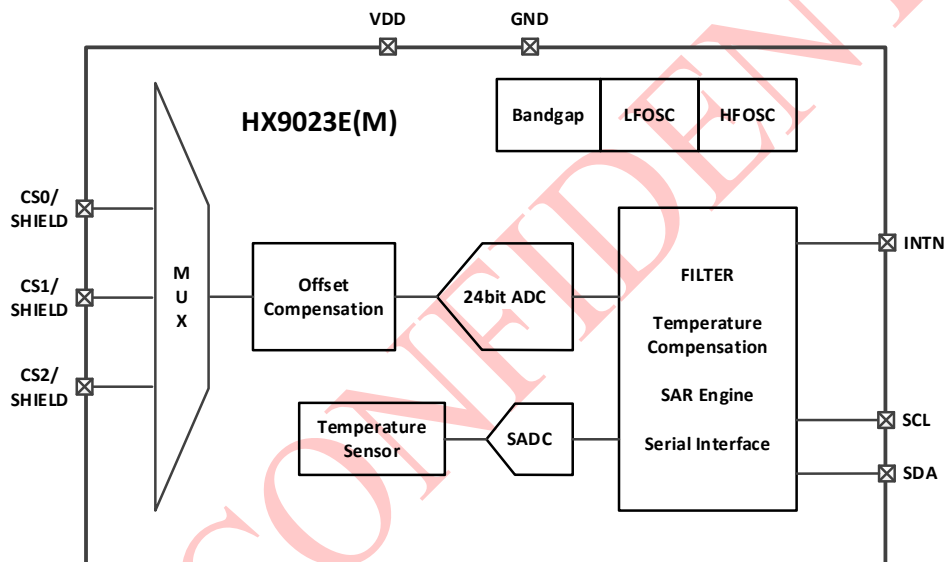 VDD
GND
HX9023E(M)
Bandgap
LFOSC
HFOSC
CS0/
SHIELD
CS1/
SHIELD
CS2/
SHIELD
M
U
X
Offset
Compensation
24bit ADC
Temperature
Sensor
SADC
FILTER
Temperature
Compensation
SAR Engine
Serial Interface
INTN
SCL
SDA
CONFIDENT